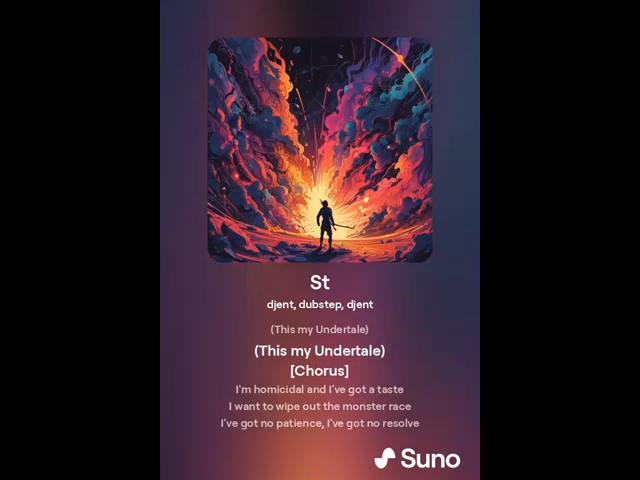 St
djent, dubstep, djent
(This my Undertale)
(This my Undertale)
[Chorus]
I'm homicidal and I've got a taste
I want to wipe out the monster race
I've got no patience, I've got no resolve
Suno